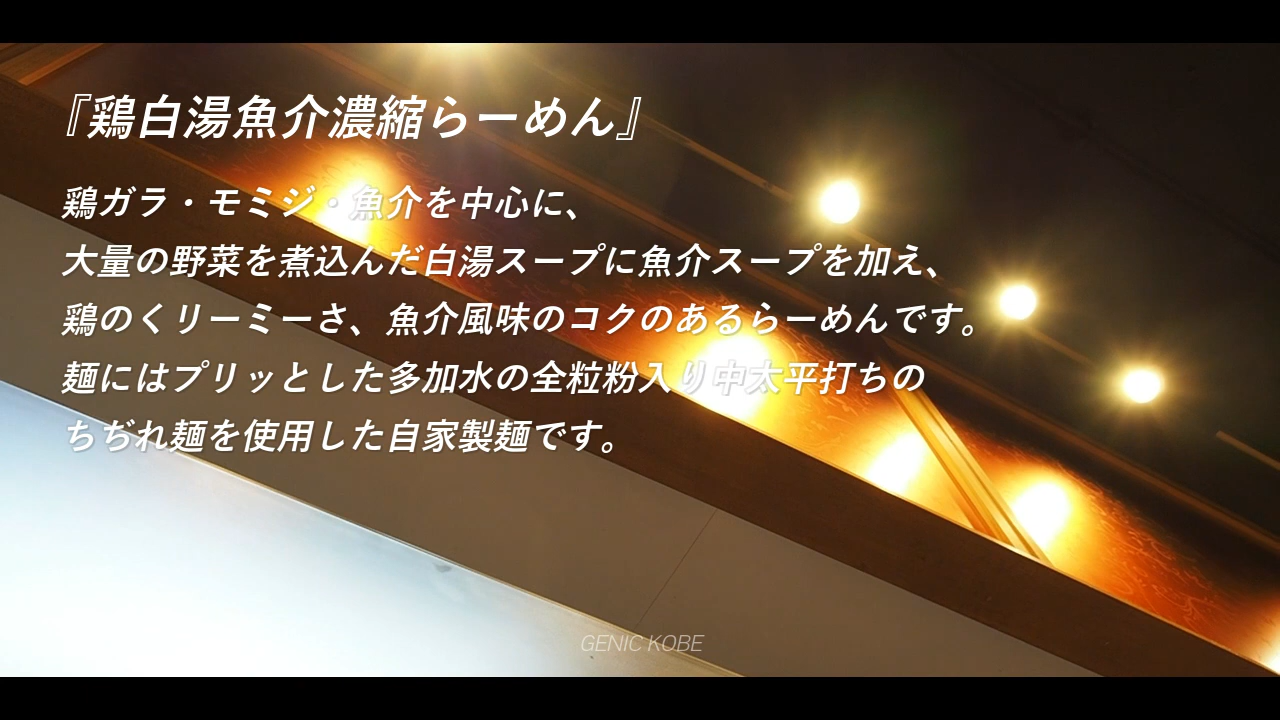 『鶏白湯魚介濃縮らーめん』
鶏ガラ・モミジ・魚介を中心に、
大量の野菜を煮込んだ白湯スープに魚介スープを加え、
鶏のくリーミーさ、魚介風味のコクのあるらーめんです。
麺にはプリッとした多加水の全粒粉入り中太平打ちの
ちぢれ麺を使用した自家製麺です。
GENIC KOBE